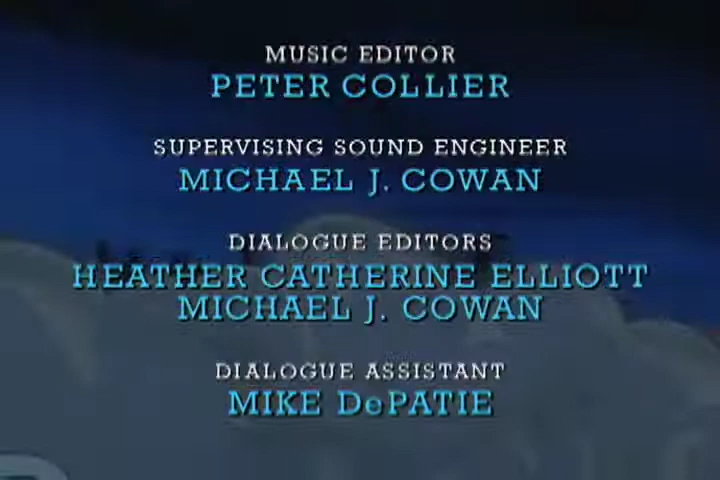 MUSIC EDITOR
PETER COLLIER
SUPERVISING SOUND ENGINEER
MICHAEL J. COWAN
DIALOGUE EDITORS
HEATHER CATHERINE ELLIOTT
MICHAEL J. COWAN
DIALOGUE ASSISTANT
MIKE DePATIE